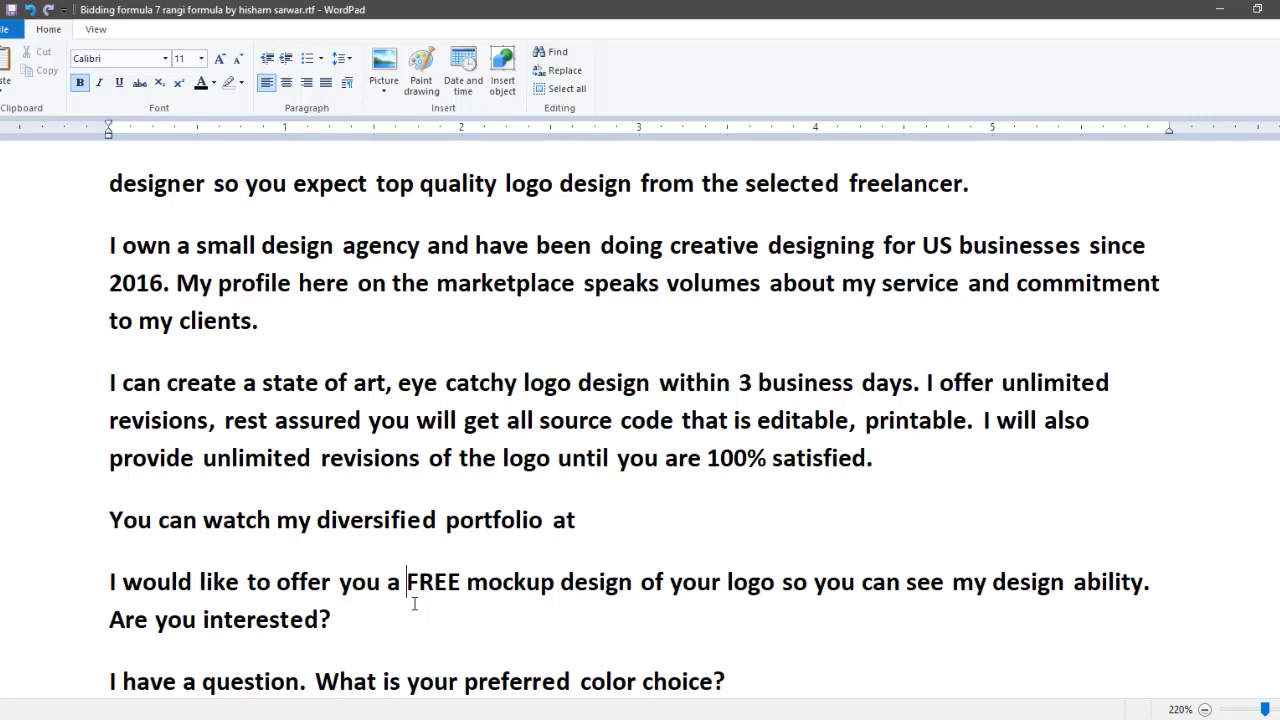 Bidding formula 7 rangi formula by hisham sarwar.rtf - WordPad
Home View
Cut
Copy
Clipboard
Calibri 11
B I U abc X₂ X² A
Font
Paragraph
Picture
Paint drawing
Date and time
Insert object
Insert
Find
Replace
Select all
Editing
1 2 3 4 5
designer so you expect top quality logo design from the selected freelancer.
I own a small design agency and have been doing creative designing for US businesses since
2016. My profile here on the marketplace speaks volumes about my service and commitment
to my clients.
I can create a state of art, eye catchy logo design within 3 business days. I offer unlimited
revisions, rest assured you will get all source code that is editable, printable. I will also
provide unlimited revisions of the logo until you are 100% satisfied.
You can watch my diversified portfolio at
I would like to offer you a FREE mockup design of your logo so you can see my design ability.
Are you interested?
I have a question. What is your preferred color choice?
220%